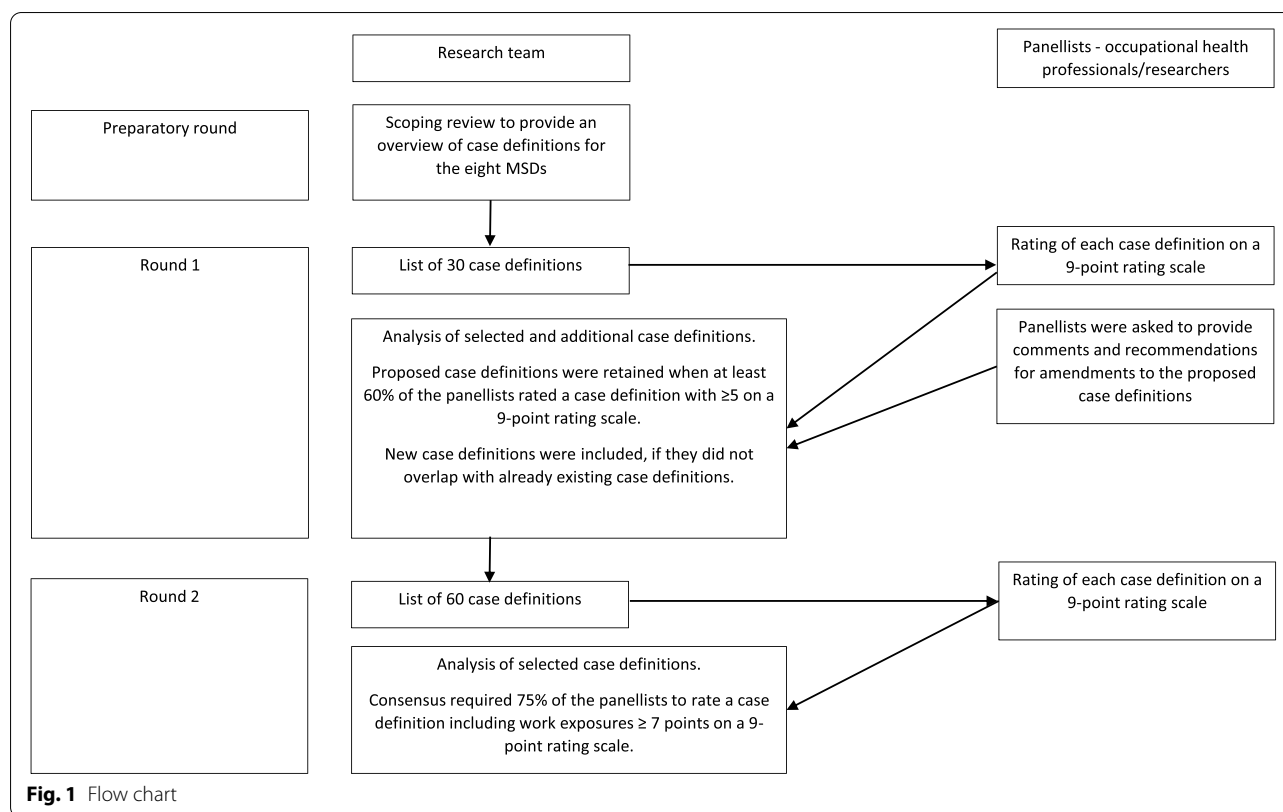 Research team
Panellists - occupational health
professionals/researchers
Preparatory round
Scoping review to provide an
overview of case definitions for
the eight MSDs
Round 1
List of 30 case definitions
Rating of each case definition on a
9-point rating scale
Analysis of selected and additional case definitions.
Proposed case definitions were retained when at least
60% of the panellists rated a case definition with ≥5 on a
9-point rating scale.
New case definitions were included, if they did not
overlap with already existing case definitions.
Panellists were asked to provide
comments and recommendations
for amendments to the proposed
case definitions
Round 2
List of 60 case definitions
Rating of each case definition on a
9-point rating scale
Analysis of selected case definitions.
Consensus required 75% of the panellists to rate a case
definition including work exposures ≥ 7 points on a 9-
point rating scale.
Fig. 1 Flow chart